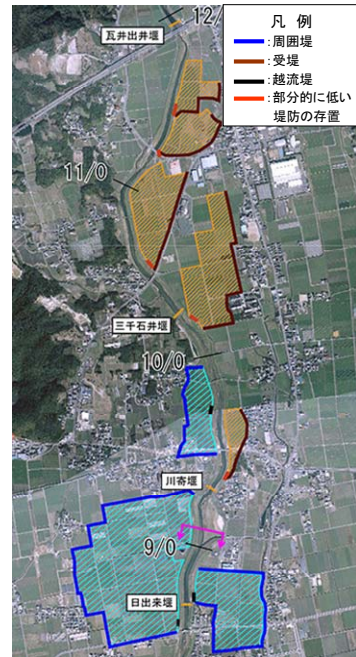 12/
瓦井出井堰
凡 例
:周囲堤
:受堤
:越流堤
:部分的に低い
堤防の存置
11/0
三千石井堰
10/0
川寄堰
9/0
日出来堰